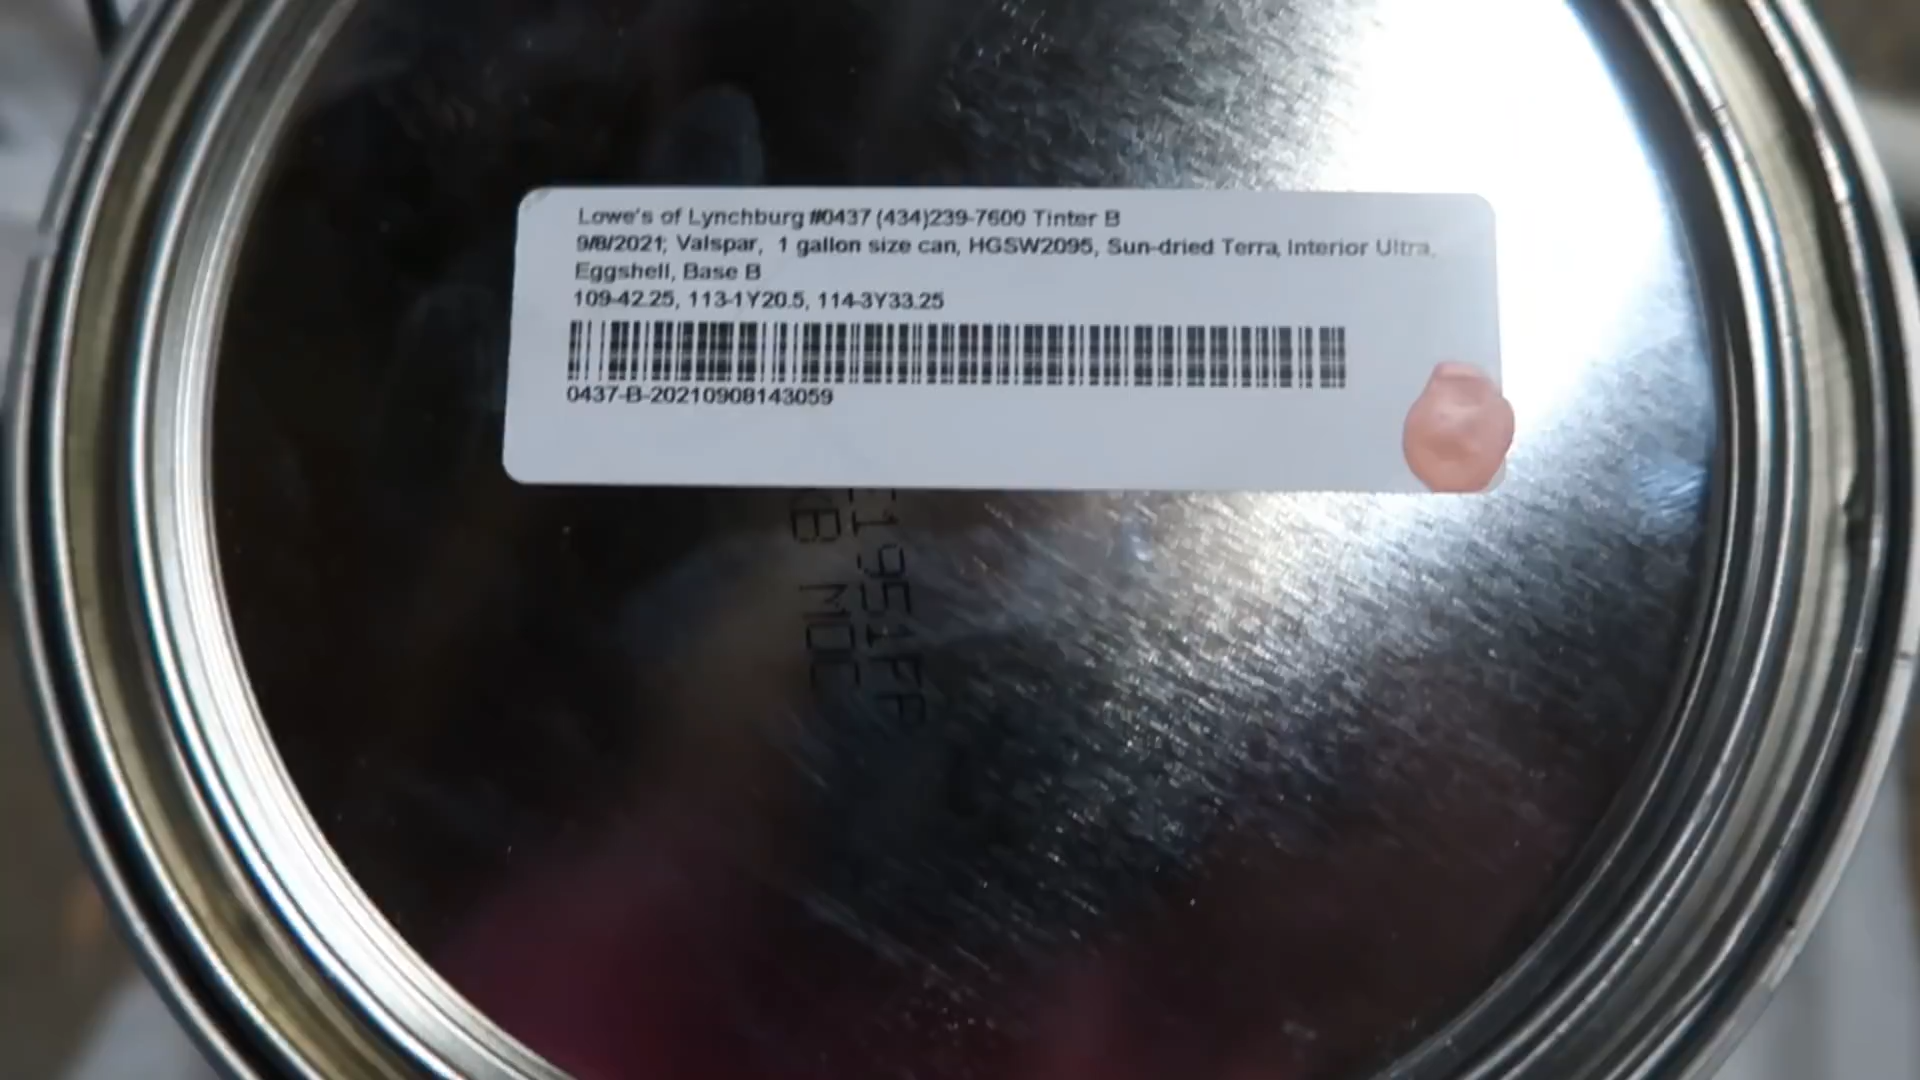 Lowe's of Lynchburg #0437 (434)239-7600 Tinter B
9/8/2021; Valspar, 1 gallon size can, HGSW2095, Sun-dried Terra, Interior Ultra,
Eggshell, Base B
109-42.25, 113-1Y20.5, 114-3Y33.25
0437-B-20210908143059